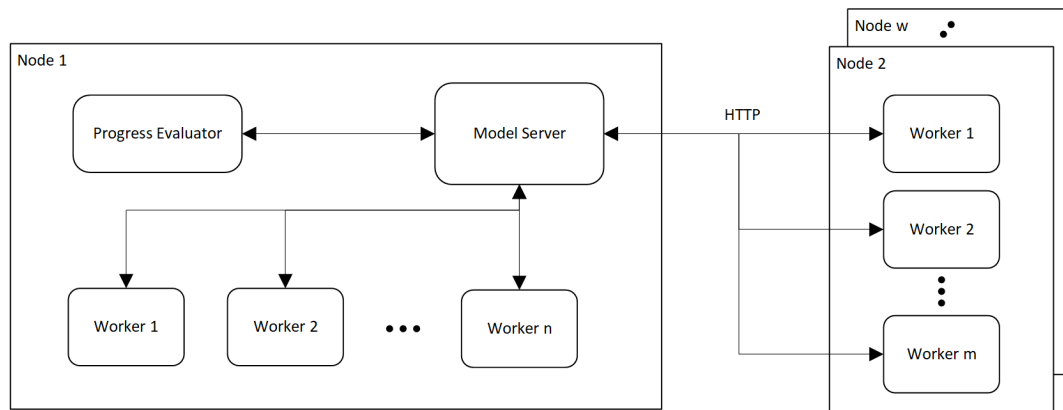 Node 1
Progress Evaluator
Model Server
Worker 1
Worker 2
Worker n
HTTP
Node w
Node 2
Worker 1
Worker 2
Worker m